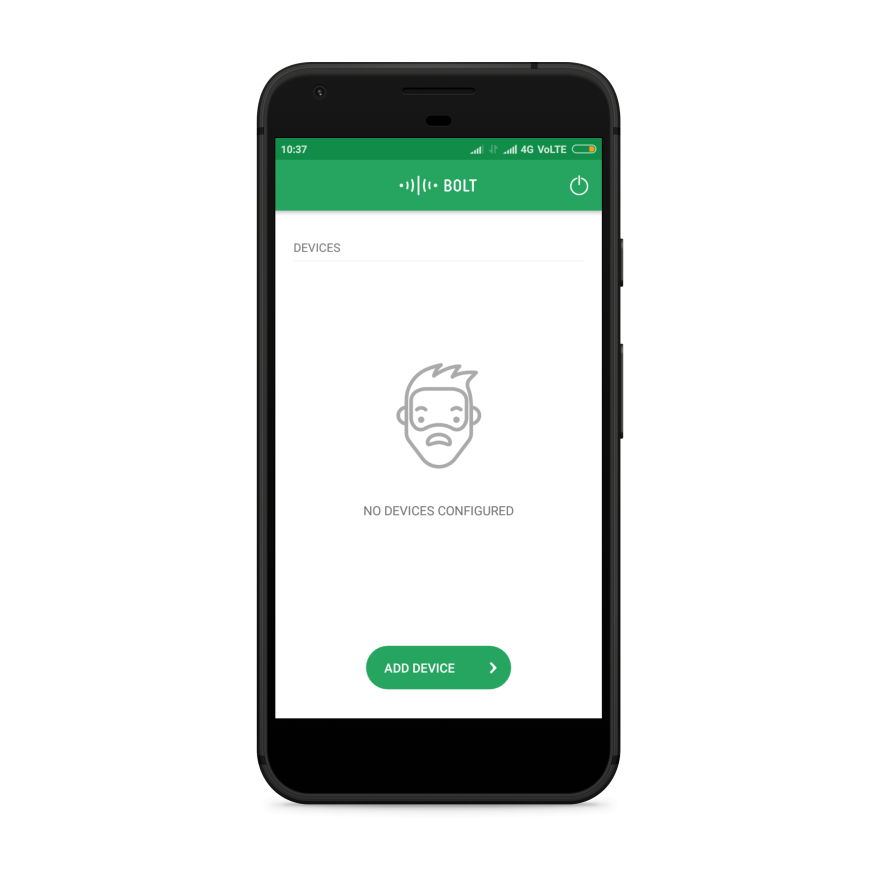 10:37 4G VoLTE
BOLT
DEVICES
NO DEVICES CONFIGURED
ADD DEVICE